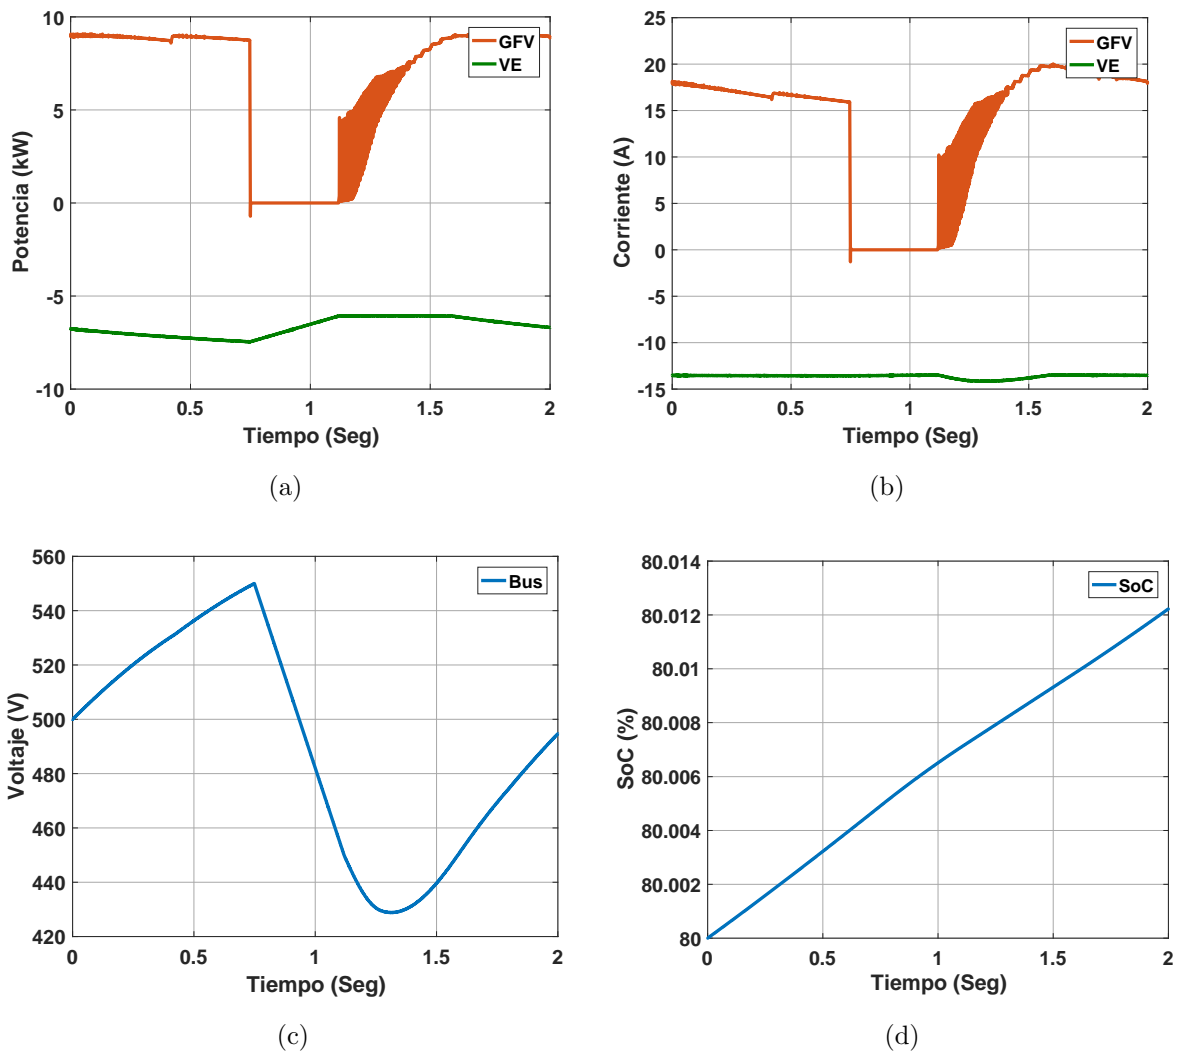 10
5
0
-5
-10
Potencia (kW)
GFV
VE
0 0.5 1 1.5 2
Tiempo (Seg)
(a)
25
20
15
10
5
0
-5
-10
-15
Corriente (A)
GFV
VE
0 0.5 1 1.5 2
Tiempo (Seg)
(b)
560
540
520
500
480
460
440
420
Voltaje (V)
Bus
0 0.5 1 1.5 2
Tiempo (Seg)
(c)
80.014
80.012
80.01
80.008
80.006
80.004
80.002
80
SoC (%)
SoC
0 0.5 1 1.5 2
Tiempo (Seg)
(d)